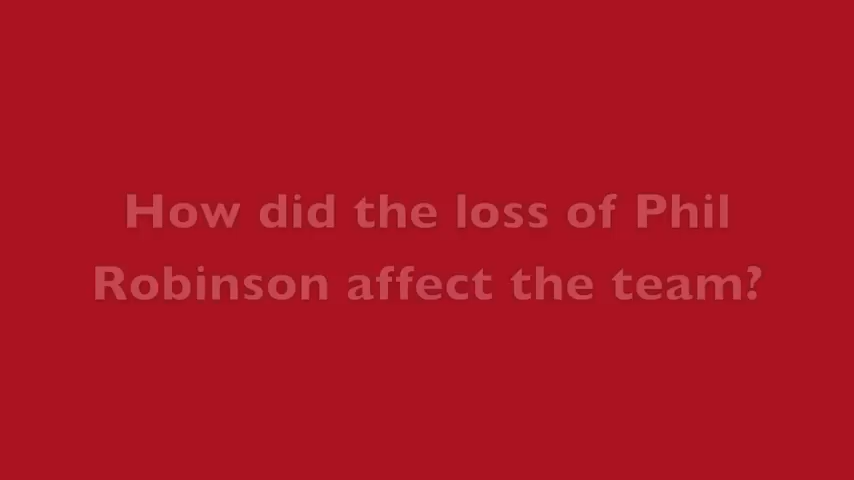 How did the loss of Phil
Robinson affect the team?